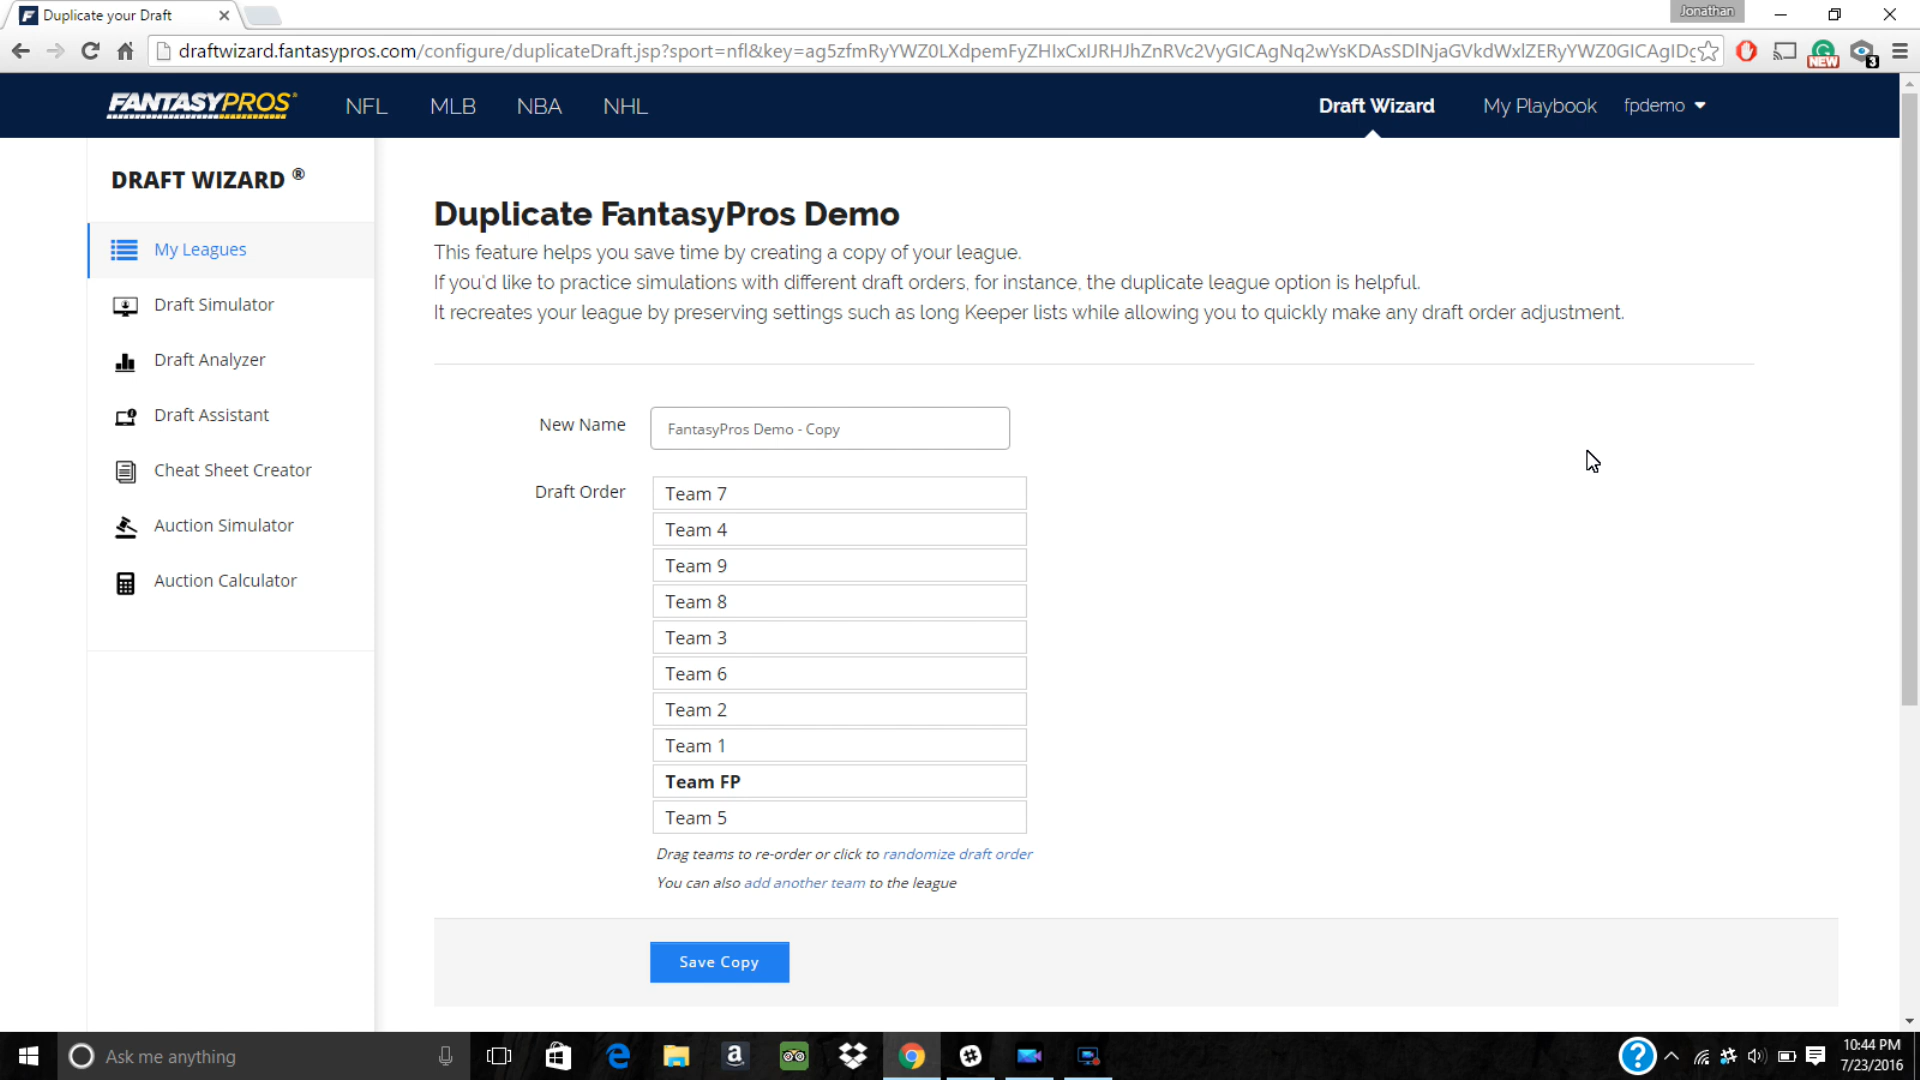 Duplicate your Draft
Jonathan
draftwizard.fantasypros.com/configure/duplicateDraft.jsp?sport=nfl&key=
NEW
3
FANTASYPROS
NFL
MLB
NBA
NHL
Draft Wizard
My Playbook
fpdemo
DRAFT WIZARD ®
My Leagues
Draft Simulator
Draft Analyzer
Draft Assistant
Cheat Sheet Creator
Auction Simulator
Auction Calculator
Duplicate FantasyPros Demo
This feature helps you save time by creating a copy of your league.
If you'd like to practice simulations with different draft orders, for instance, the duplicate league option is helpful.
It recreates your league by preserving settings such as long Keeper lists while allowing you to quickly make any draft order adjustment.
New Name
FantasyPros Demo - Copy
Draft Order
Team 7
Team 4
Team 9
Team 8
Team 3
Team 6
Team 2
Team 1
Team FP
Team 5
Drag teams to re-order or click to randomize draft order
You can also add another team to the league
Save Copy
Ask me anything
10:44 PM
7/23/2016